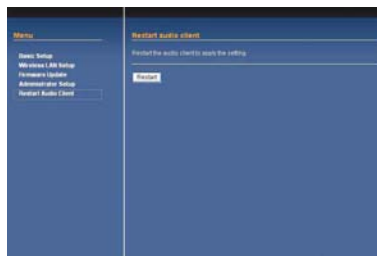 Menu
Basic Setup
Wireless LAN Setup
Firmware Update
Administrator Setup
Restart Audio Client
Restart audio client
Restart the audio client to apply the setting.
Restart